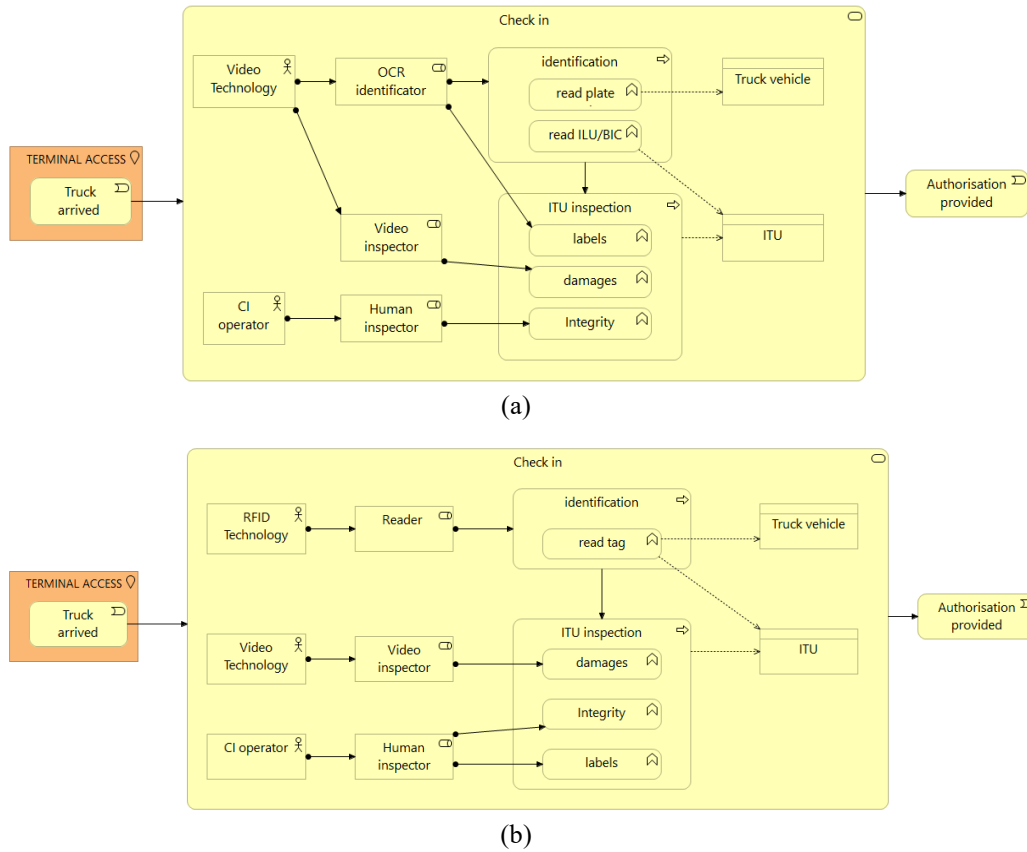 Check in
Video
Technology
OCR
identificator
identification
read plate
read ILU/BIC
Truck vehicle
TERMINAL ACCESS
Truck
arrived
Authorisation
provided
ITU inspection
labels
damages
Integrity
ITU
Video
inspector
CI
operator
Human
inspector
(a)
Check in
RFID
Technology
Reader
identification
read tag
Truck vehicle
TERMINAL ACCESS
Truck
arrived
Authorisation
provided
Video
Technology
Video
inspector
ITU inspection
damages
Integrity
labels
ITU
CI operator
Human
inspector
(b)